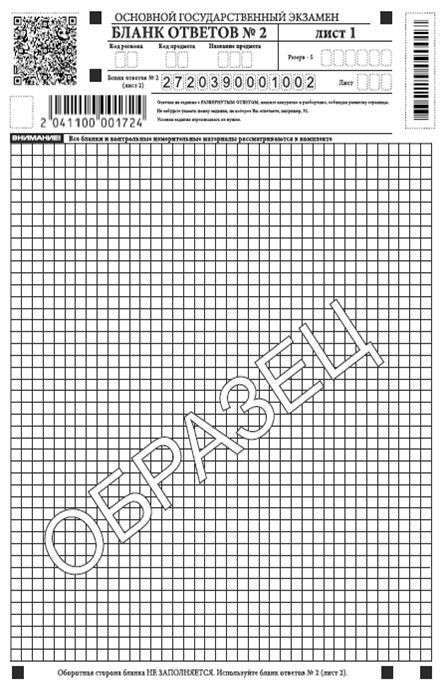 ОСНОВНОЙ ГОСУДАРСТВЕННЫЙ ЭКЗАМЕН
БЛАНК ОТВЕТОВ № 2
лист 1
Код региона
Код предмета
Название предмета
Резерв - 5
Бланк ответов № 2
(лист 2)
2720390001002
Лист
2 041100 001724
Отвечая на задания с РАЗВЕРНУТЫМ ОТВЕТОМ, пишите аккуратно и разборчиво, соблюдая разметку страницы.
Не забудьте указать номер задания, на которое Вы отвечаете, например, 31.
Условия задания переписывать не нужно.
ВНИМАНИЕ! Все бланки и контрольные измерительные материалы рассматриваются в комплекте
ОБРАЗЕЦ
Оборотная сторона бланка НЕ ЗАПОЛНЯЕТСЯ. Используйте бланк ответов № 2 (лист 2).